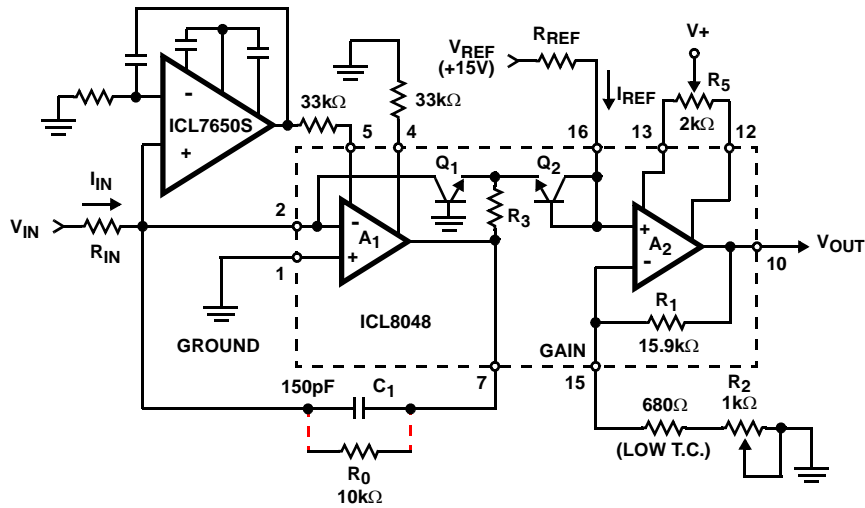 V+
VREF
(+15V)
RREF
IREF
R5
2kΩ
-
ICL7650S
+
33kΩ
33kΩ
5
4
16
13
12
IIN
VIN
RIN
Q1
Q2
R3
2
1
-
A1
+
+
A2
-
VOUT
10
R1
15.9kΩ
GROUND
ICL8048
GAIN
7
15
150pF
C1
R0
10kΩ
680Ω
(LOW T.C.)
R2
1kΩ